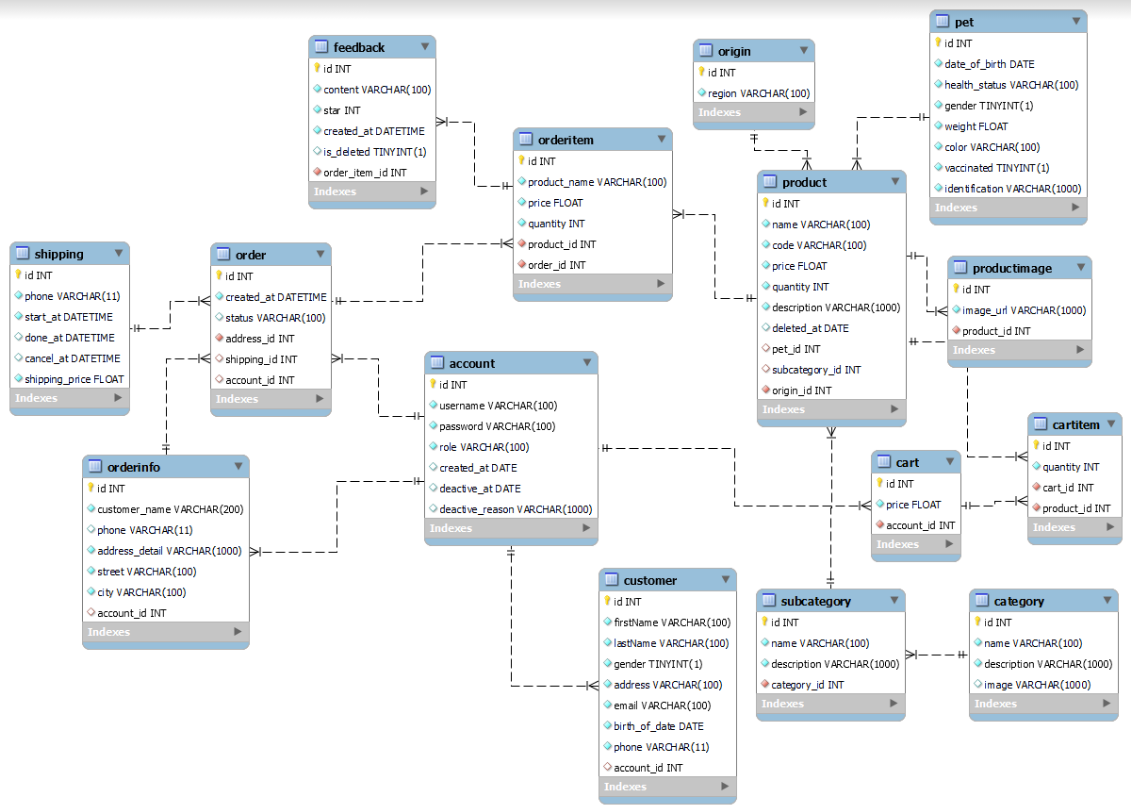 feedback
id INT
content VARCHAR(100)
star INT
created_at DATETIME
is_deleted TINYINT(1)
order_item_id INT
Indexes
origin
id INT
region VARCHAR(100)
Indexes
pet
id INT
date_of_birth DATE
health_status VARCHAR(100)
gender TINYINT(1)
weight FLOAT
color VARCHAR(100)
vaccinated TINYINT(1)
identification VARCHAR(1000)
Indexes
orderitem
id INT
product_name VARCHAR(100)
price FLOAT
quantity INT
product_id INT
order_id INT
Indexes
product
id INT
name VARCHAR(100)
code VARCHAR(100)
price FLOAT
quantity INT
description VARCHAR(1000)
deleted_at DATE
pet_id INT
subcategory_id INT
origin_id INT
Indexes
shipping
id INT
phone VARCHAR(11)
start_at DATETIME
done_at DATETIME
cancel_at DATETIME
shipping_price FLOAT
Indexes
order
id INT
created_at DATETIME
status VARCHAR(100)
address_id INT
shipping_id INT
account_id INT
Indexes
productimage
id INT
image_url VARCHAR(1000)
product_id INT
Indexes
account
id INT
username VARCHAR(100)
password VARCHAR(100)
role VARCHAR(100)
created_at DATE
deactive_at DATE
deactive_reason VARCHAR(1000)
Indexes
cartitem
id INT
quantity INT
cart_id INT
product_id INT
Indexes
cart
id INT
price FLOAT
account_id INT
Indexes
orderinfo
id INT
customer_name VARCHAR(200)
phone VARCHAR(11)
address_detail VARCHAR(1000)
street VARCHAR(100)
city VARCHAR(100)
account_id INT
Indexes
customer
id INT
firstName VARCHAR(100)
lastName VARCHAR(100)
gender TINYINT(1)
address VARCHAR(100)
email VARCHAR(100)
birth_of_date DATE
phone VARCHAR(11)
account_id INT
Indexes
subcategory
id INT
name VARCHAR(100)
description VARCHAR(1000)
category_id INT
Indexes
category
id INT
name VARCHAR(100)
description VARCHAR(1000)
image VARCHAR(1000)
Indexes